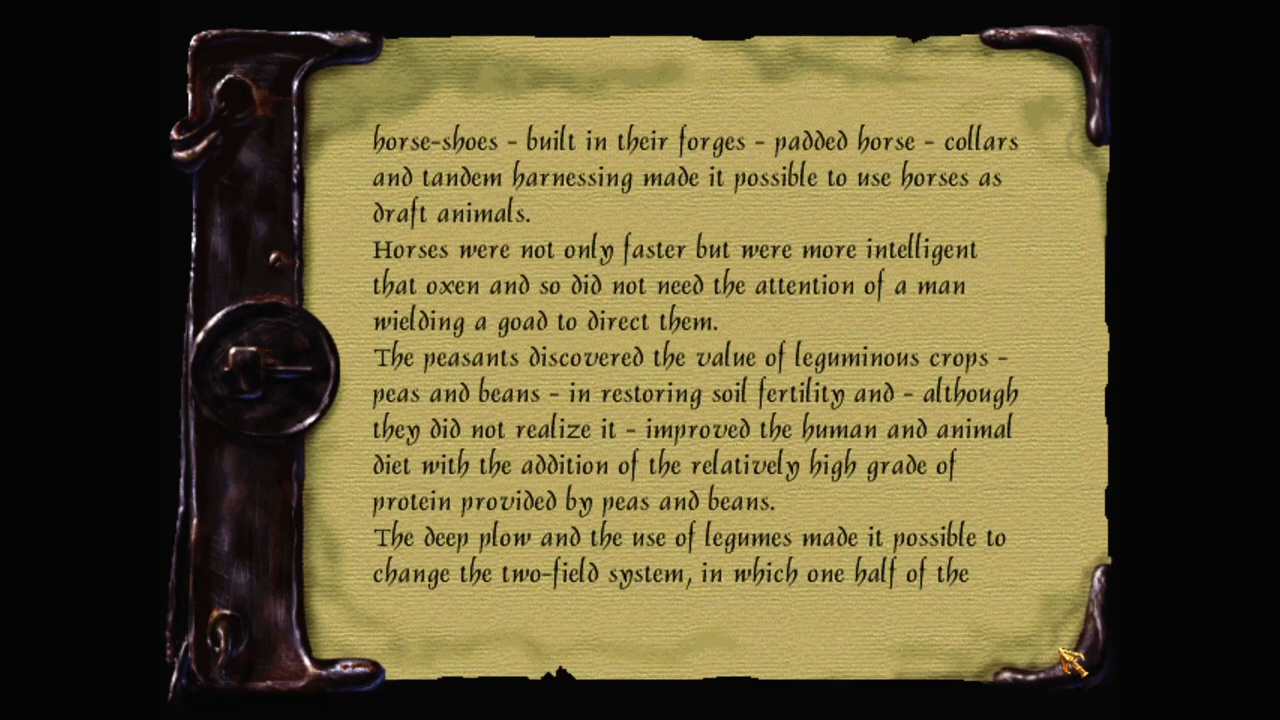 horse-shoes - built in their forges - padded horse - collars
and tandem harnessing made it possible to use horses as
draft animals.
Horses were not only faster but were more intelligent
that oxen and so did not need the attention of a man
wielding a goad to direct them.
The peasants discovered the value of leguminous crops -
peas and beans - in restoring soil fertility and - although
they did not realize it - improved the human and animal
diet with the addition of the relatively high grade of
protein provided by peas and beans.
The deep plow and the use of legumes made it possible to
change the two-field system, in which one half of the